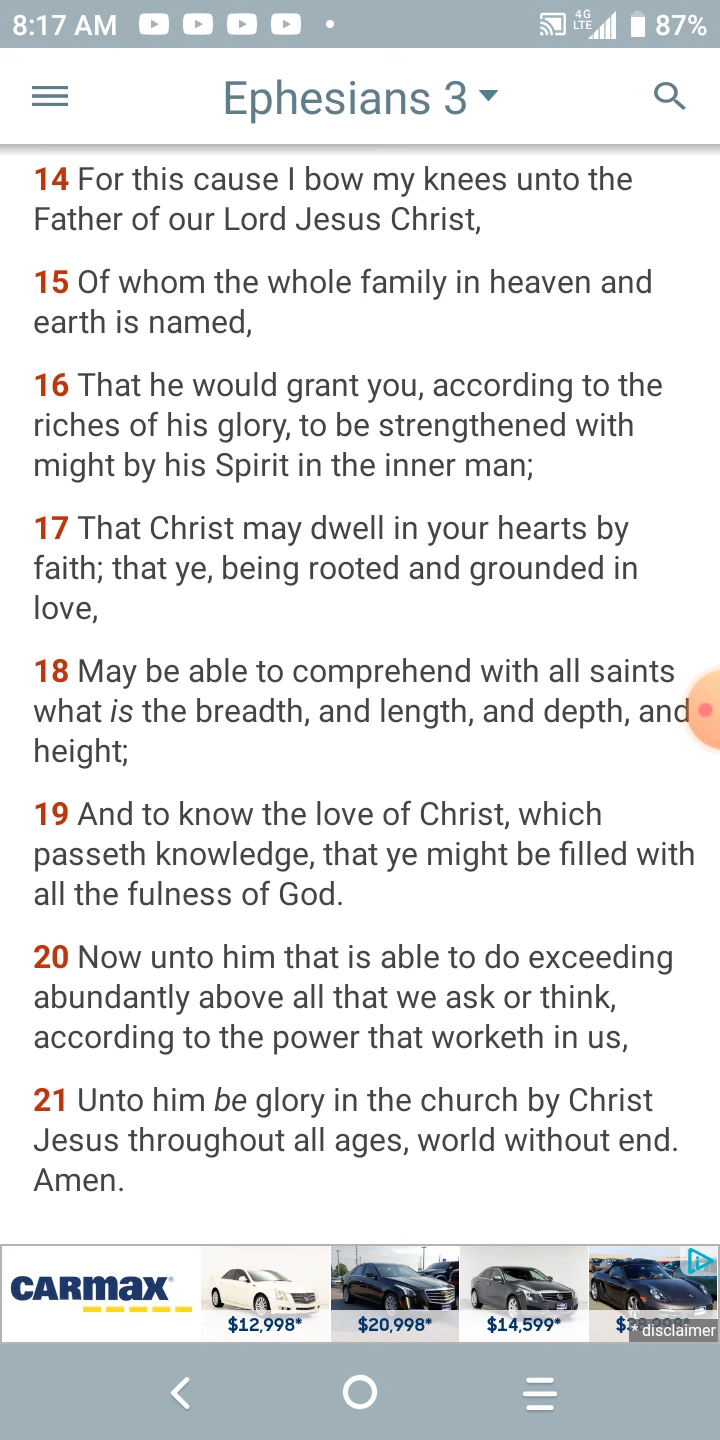 8:17 AM 4G LTE 87%
Ephesians 3
14 For this cause I bow my knees unto the
Father of our Lord Jesus Christ,
15 Of whom the whole family in heaven and
earth is named,
16 That he would grant you, according to the
riches of his glory, to be strengthened with
might by his Spirit in the inner man;
17 That Christ may dwell in your hearts by
faith; that ye, being rooted and grounded in
love,
18 May be able to comprehend with all saints
what is the breadth, and length, and depth, and
height;
19 And to know the love of Christ, which
passeth knowledge, that ye might be filled with
all the fulness of God.
20 Now unto him that is able to do exceeding
abundantly above all that we ask or think,
according to the power that worketh in us,
21 Unto him be glory in the church by Christ
Jesus throughout all ages, world without end.
Amen.
CARMAX®
$12,998* $20,998* $14,599*
* disclaimer